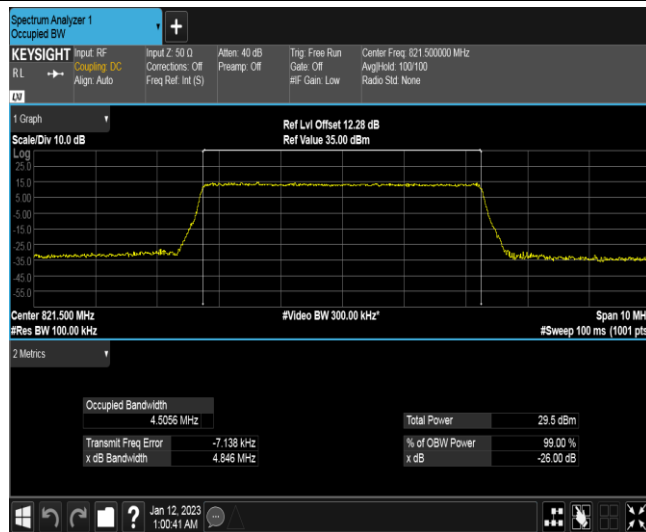 Spectrum Analyzer 1
Occupied BW
+
KEYSIGHT
RL
Input: RF
Coupling: DC
Align: Auto
Input Z: 50 Ω
Corrections: Off
Freq Ref: Int (S)
Atten: 40 dB
Preamp: Off
Trig: Free Run
Gate: Off
#IF Gain: Low
Center Freq: 821.500000 MHz
Avg|Hold: 100/100
Radio Std: None
LXI
1 Graph
Scale/Div 10.0 dB
Ref Lvl Offset 12.28 dB
Ref Value 35.00 dBm
Log
25.0
15.0
5.00
-5.00
-15.0
-25.0
-35.0
-45.0
-55.0
Center 821.500 MHz
#Res BW 100.00 kHz
#Video BW 300.00 kHz*
Span 10 MH
#Sweep 100 ms (1001 pts
2 Metrics
Occupied Bandwidth
4.5056 MHz
Transmit Freq Error -7.138 kHz
x dB Bandwidth 4.846 MHz
Total Power 29.5 dBm
% of OBW Power 99.00 %
x dB -26.00 dB
?
Jan 12, 2023
1:00:41 AM